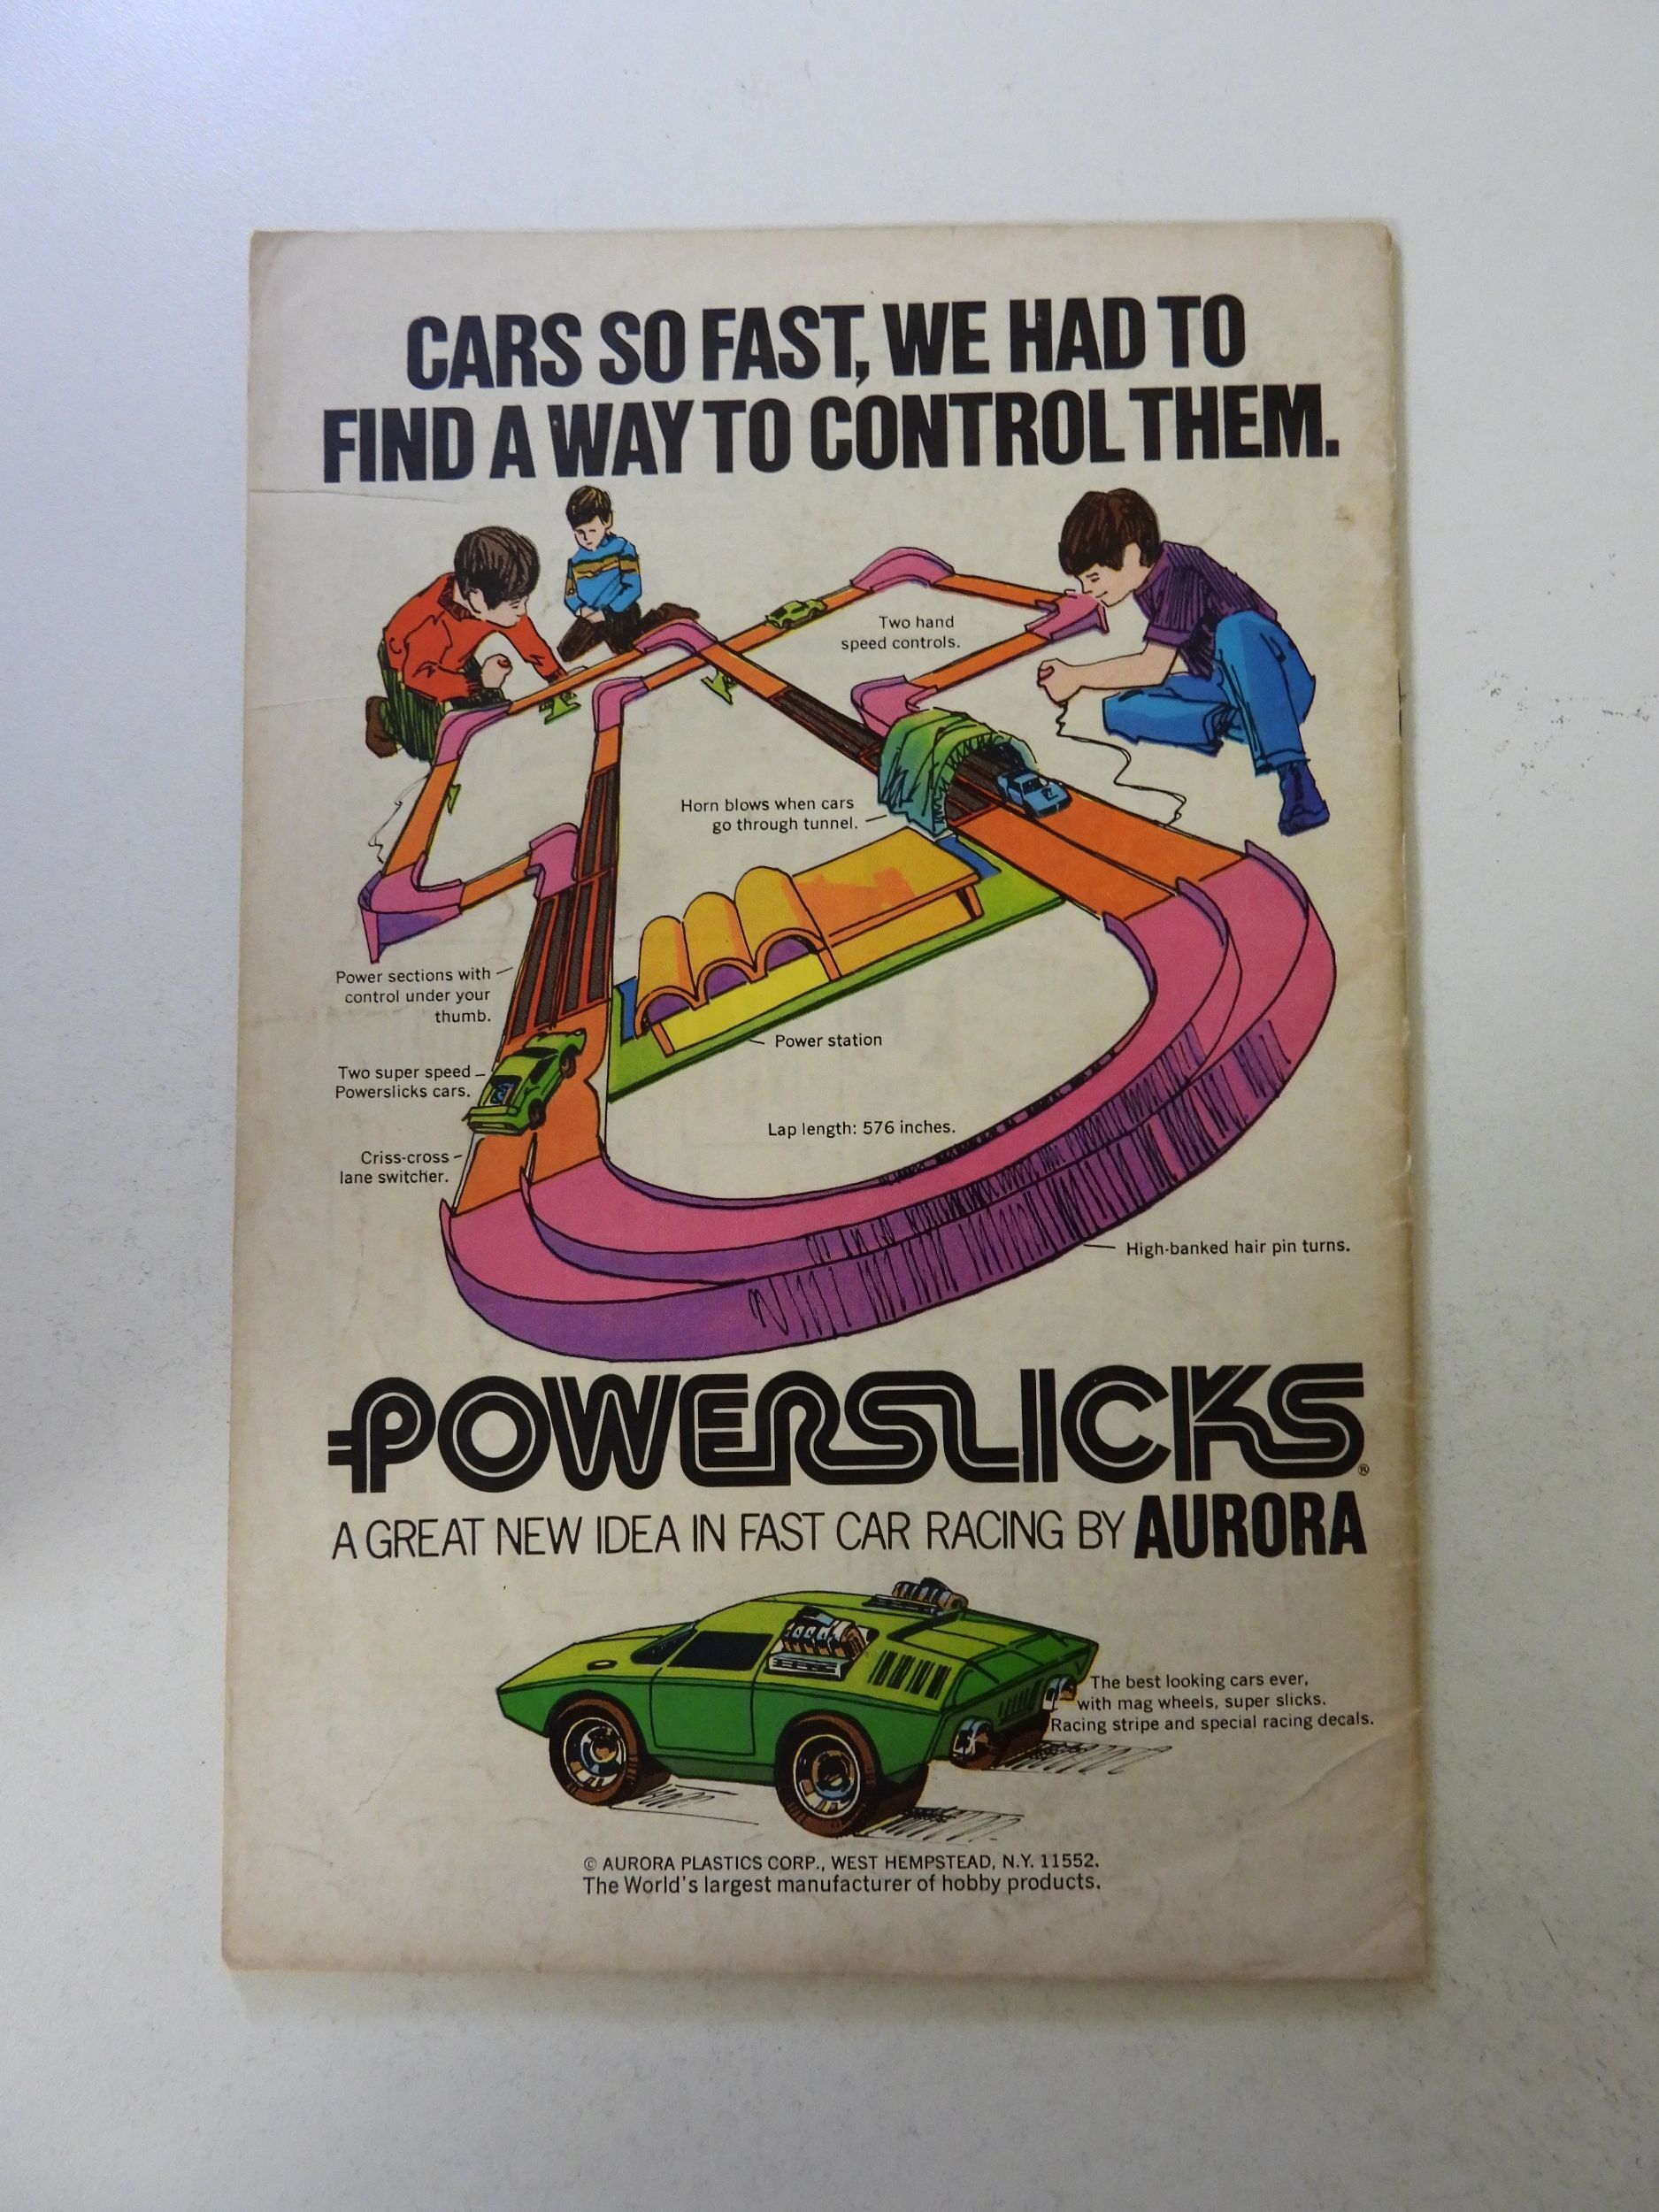 CARS SO FAST, WE HAD TO
FIND A WAY TO CONTROL THEM.
Two hand
speed controls.
Horn blows when cars
go through tunnel.
Power sections with
control under your
thumb.
Power station
Two super speed
Powerslicks cars.
Lap length: 576 inches.
Criss-cross
lane switcher.
High-banked hair pin turns.
POWERSLICKS®
A GREAT NEW IDEA IN FAST CAR RACING BY AURORA
The best looking cars ever,
with mag wheels, super slicks.
Racing stripe and special racing decals.
© AURORA PLASTICS CORP., WEST HEMPSTEAD, N.Y. 11552.
The World's largest manufacturer of hobby products.